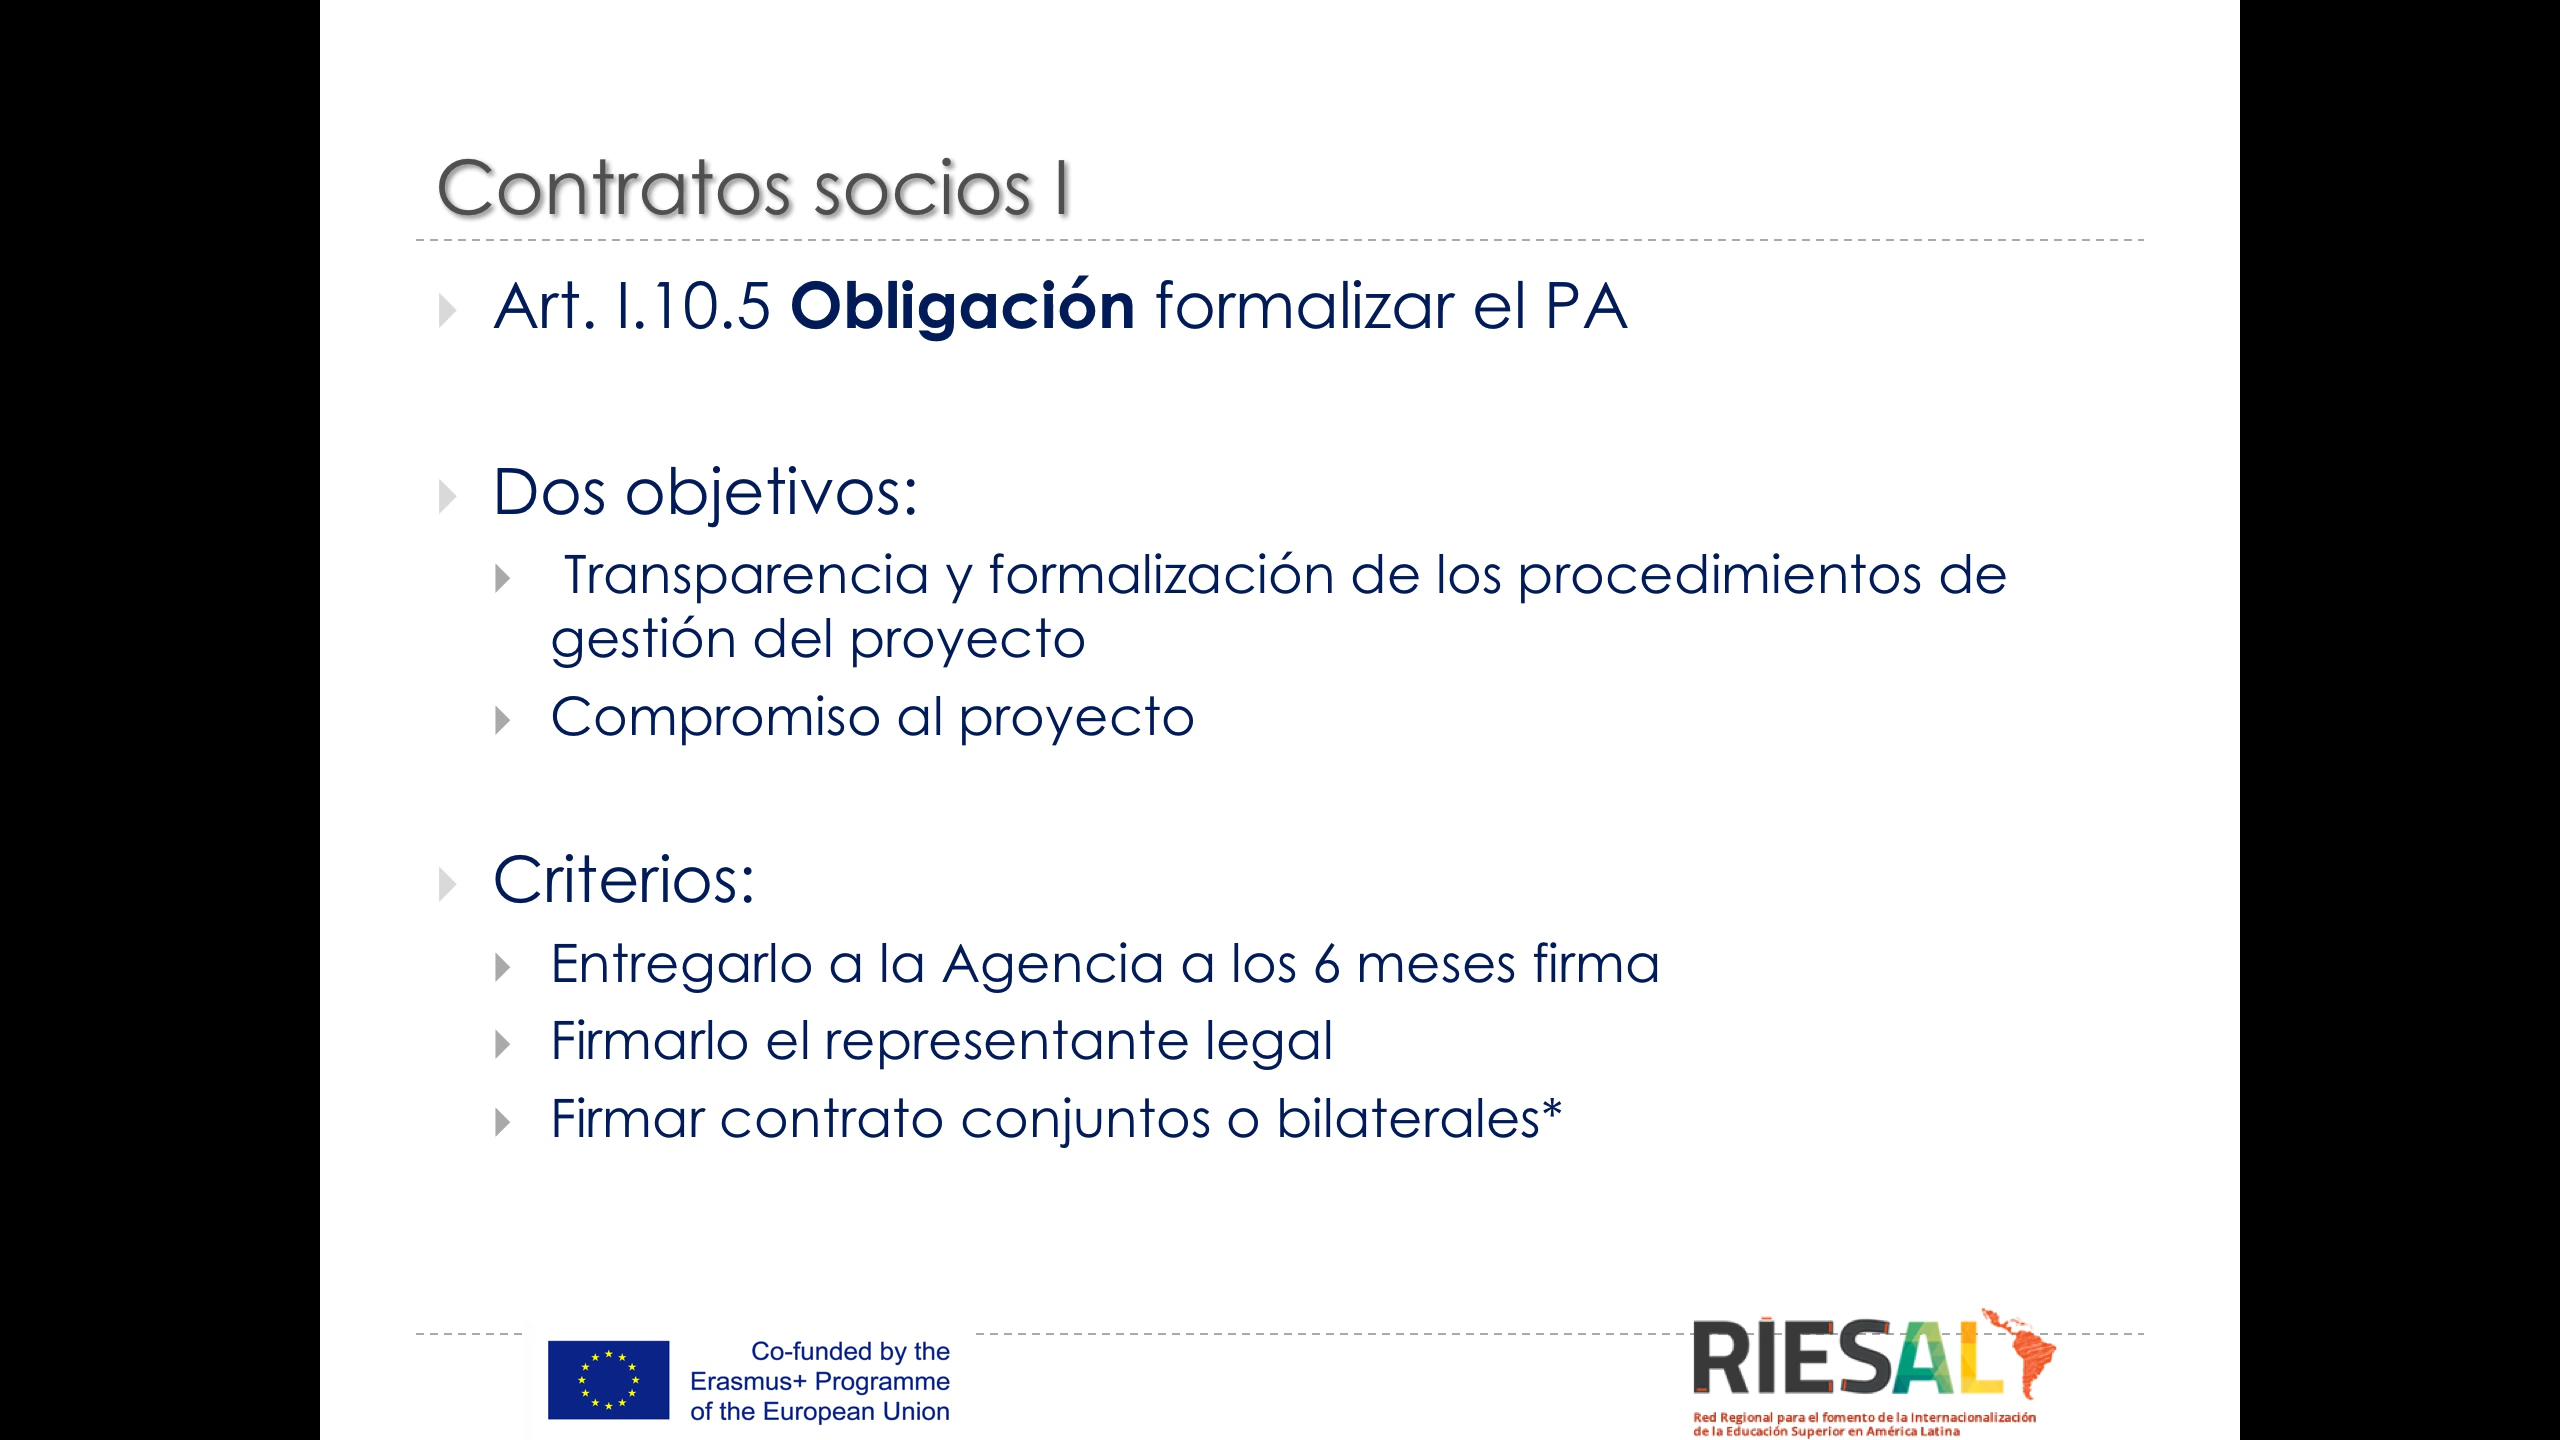 Contratos socios I
Art. I.10.5 Obligación formalizar el PA
Dos objetivos:
Transparencia y formalización de los procedimientos de
gestión del proyecto
Compromiso al proyecto
Criterios:
Entregarlo a la Agencia a los 6 meses firma
Firmarlo el representante legal
Firmar contrato conjuntos o bilaterales*
Co-funded by the
Erasmus+ Programme
of the European Union
RIESAL
Red Regional para el fomento de la Internacionalización
de la Educación Superior en América Latina